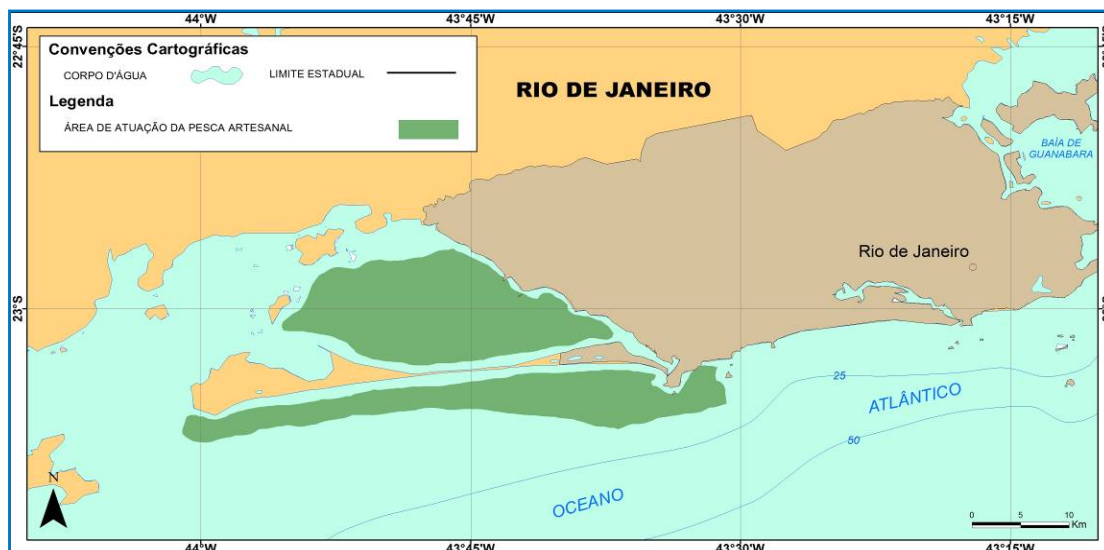 44°W 43°45'W 43°30'W 43°15'W
22°45'S
Convenções Cartográficas
CORPO D'ÁGUA LIMITE ESTADUAL
Legenda
ÁREA DE ATUAÇÃO DA PESCA ARTESANAL
RIO DE JANEIRO
BAÍA DE
GUANABARA
Rio de Janeiro
23°S
25
ATLÂNTICO
50
N
OCEANO
0 5 10
Km
44°W 43°45'W 43°30'W 43°15'W